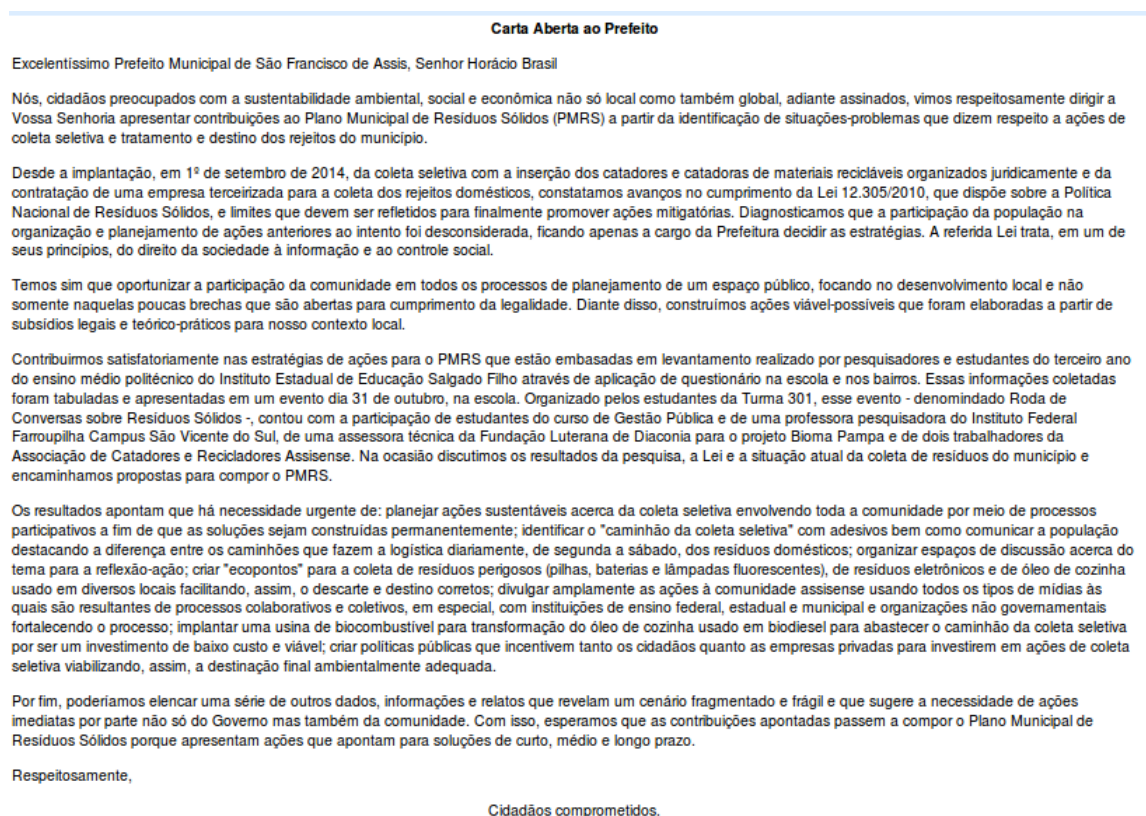 Carta Aberta ao Prefeito
Excelentíssimo Prefeito Municipal de São Francisco de Assis, Senhor Horácio Brasil
Nós, cidadãos preocupados com a sustentabilidade ambiental, social e econômica não só local como também global, adiante assinados, vimos respeitosamente dirigir a
Vossa Senhoria apresentar contribuições ao Plano Municipal de Resíduos Sólidos (PMRS) a partir da identificação de situações-problemas que dizem respeito a ações de
coleta seletiva e tratamento e destino dos rejeitos do município.
Desde a implantação, em 1º de setembro de 2014, da coleta seletiva com a inserção dos catadores e catadoras de materiais recicláveis organizados juridicamente e da
contratação de uma empresa terceirizada para a coleta dos rejeitos domésticos, constatamos avanços no cumprimento da Lei 12.305/2010, que dispõe sobre a Política
Nacional de Resíduos Sólidos, e limites que devem ser refletidos para finalmente promover ações mitigatórias. Diagnosticamos que a participação da população na
organização e planejamento de ações anteriores ao intento foi desconsiderada, ficando apenas a cargo da Prefeitura decidir as estratégias. A referida Lei trata, em um de
seus princípios, do direito da sociedade à informação e ao controle social.
Temos sim que oportunizar a participação da comunidade em todos os processos de planejamento de um espaço público, focando no desenvolvimento local e não
somente naquelas poucas brechas que são abertas para cumprimento da legalidade. Diante disso, construímos ações viável-possíveis que foram elaboradas a partir de
subsídios legais e teórico-práticos para nosso contexto local.
Contribuirmos satisfatoriamente nas estratégias de ações para o PMRS que estão embasadas em levantamento realizado por pesquisadores e estudantes do terceiro ano
do ensino médio politécnico do Instituto Estadual de Educação Salgado Filho através de aplicação de questionário na escola e nos bairros. Essas informações coletadas
foram tabuladas e apresentadas em um evento dia 31 de outubro, na escola. Organizado pelos estudantes da Turma 301, esse evento - denomindado Roda de
Conversas sobre Resíduos Sólidos -, contou com a participação de estudantes do curso de Gestão Pública e de uma professora pesquisadora do Instituto Federal
Farroupilha Campus São Vicente do Sul, de uma assessora técnica da Fundação Luterana de Diaconia para o projeto Bioma Pampa e de dois trabalhadores da
Associação de Catadores e Recicladores Assisense. Na ocasião discutimos os resultados da pesquisa, a Lei e a situação atual da coleta de resíduos do município e
encaminhamos propostas para compor o PMRS.
Os resultados apontam que há necessidade urgente de: planejar ações sustentáveis acerca da coleta seletiva envolvendo toda a comunidade por meio de processos
participativos a fim de que as soluções sejam construídas permanentemente; identificar o "caminhão da coleta seletiva" com adesivos bem como comunicar a população
destacando a diferença entre os caminhões que fazem a logística diariamente, de segunda a sábado, dos resíduos domésticos; organizar espaços de discussão acerca do
tema para a reflexão-ação; criar "ecopontos" para a coleta de resíduos perigosos (pilhas, baterias e lâmpadas fluorescentes), de resíduos eletrônicos e de óleo de cozinha
usado em diversos locais facilitando, assim, o descarte e destino corretos; divulgar amplamente as ações à comunidade assisense usando todos os tipos de mídias às
quais são resultantes de processos colaborativos e coletivos, em especial, com instituições de ensino federal, estadual e municipal e organizações não governamentais
fortalecendo o processo; implantar uma usina de biocombustível para transformação do óleo de cozinha usado em biodiesel para abastecer o caminhão da coleta seletiva
por ser um investimento de baixo custo e viável; criar políticas públicas que incentivem tanto os cidadãos quanto as empresas privadas para investirem em ações de coleta
seletiva viabilizando, assim, a destinação final ambientalmente adequada.
Por fim, poderíamos elencar uma série de outros dados, informações e relatos que revelam um cenário fragmentado e frágil e que sugere a necessidade de ações
imediatas por parte não só do Governo mas também da comunidade. Com isso, esperamos que as contribuições apontadas passem a compor o Plano Municipal de
Resíduos Sólidos porque apresentam ações que apontam para soluções de curto, médio e longo prazo.
Respeitosamente,
Cidadãos comprometidos.